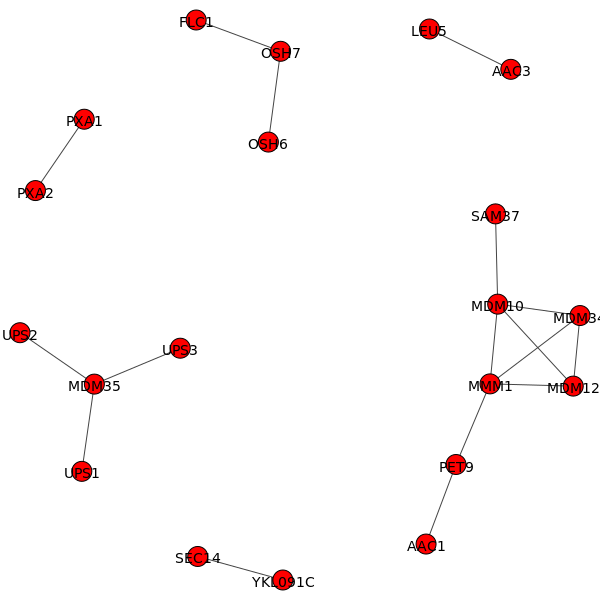 FLC1
LEU5
OSH7
AAC3
PXA1
OSH6
PXA2
SAM37
MDM10
MDM34
UPS2
UPS3
MDM35
MMM1
MDM12
PET9
UPS1
AAC1
SEC14
YKL091C